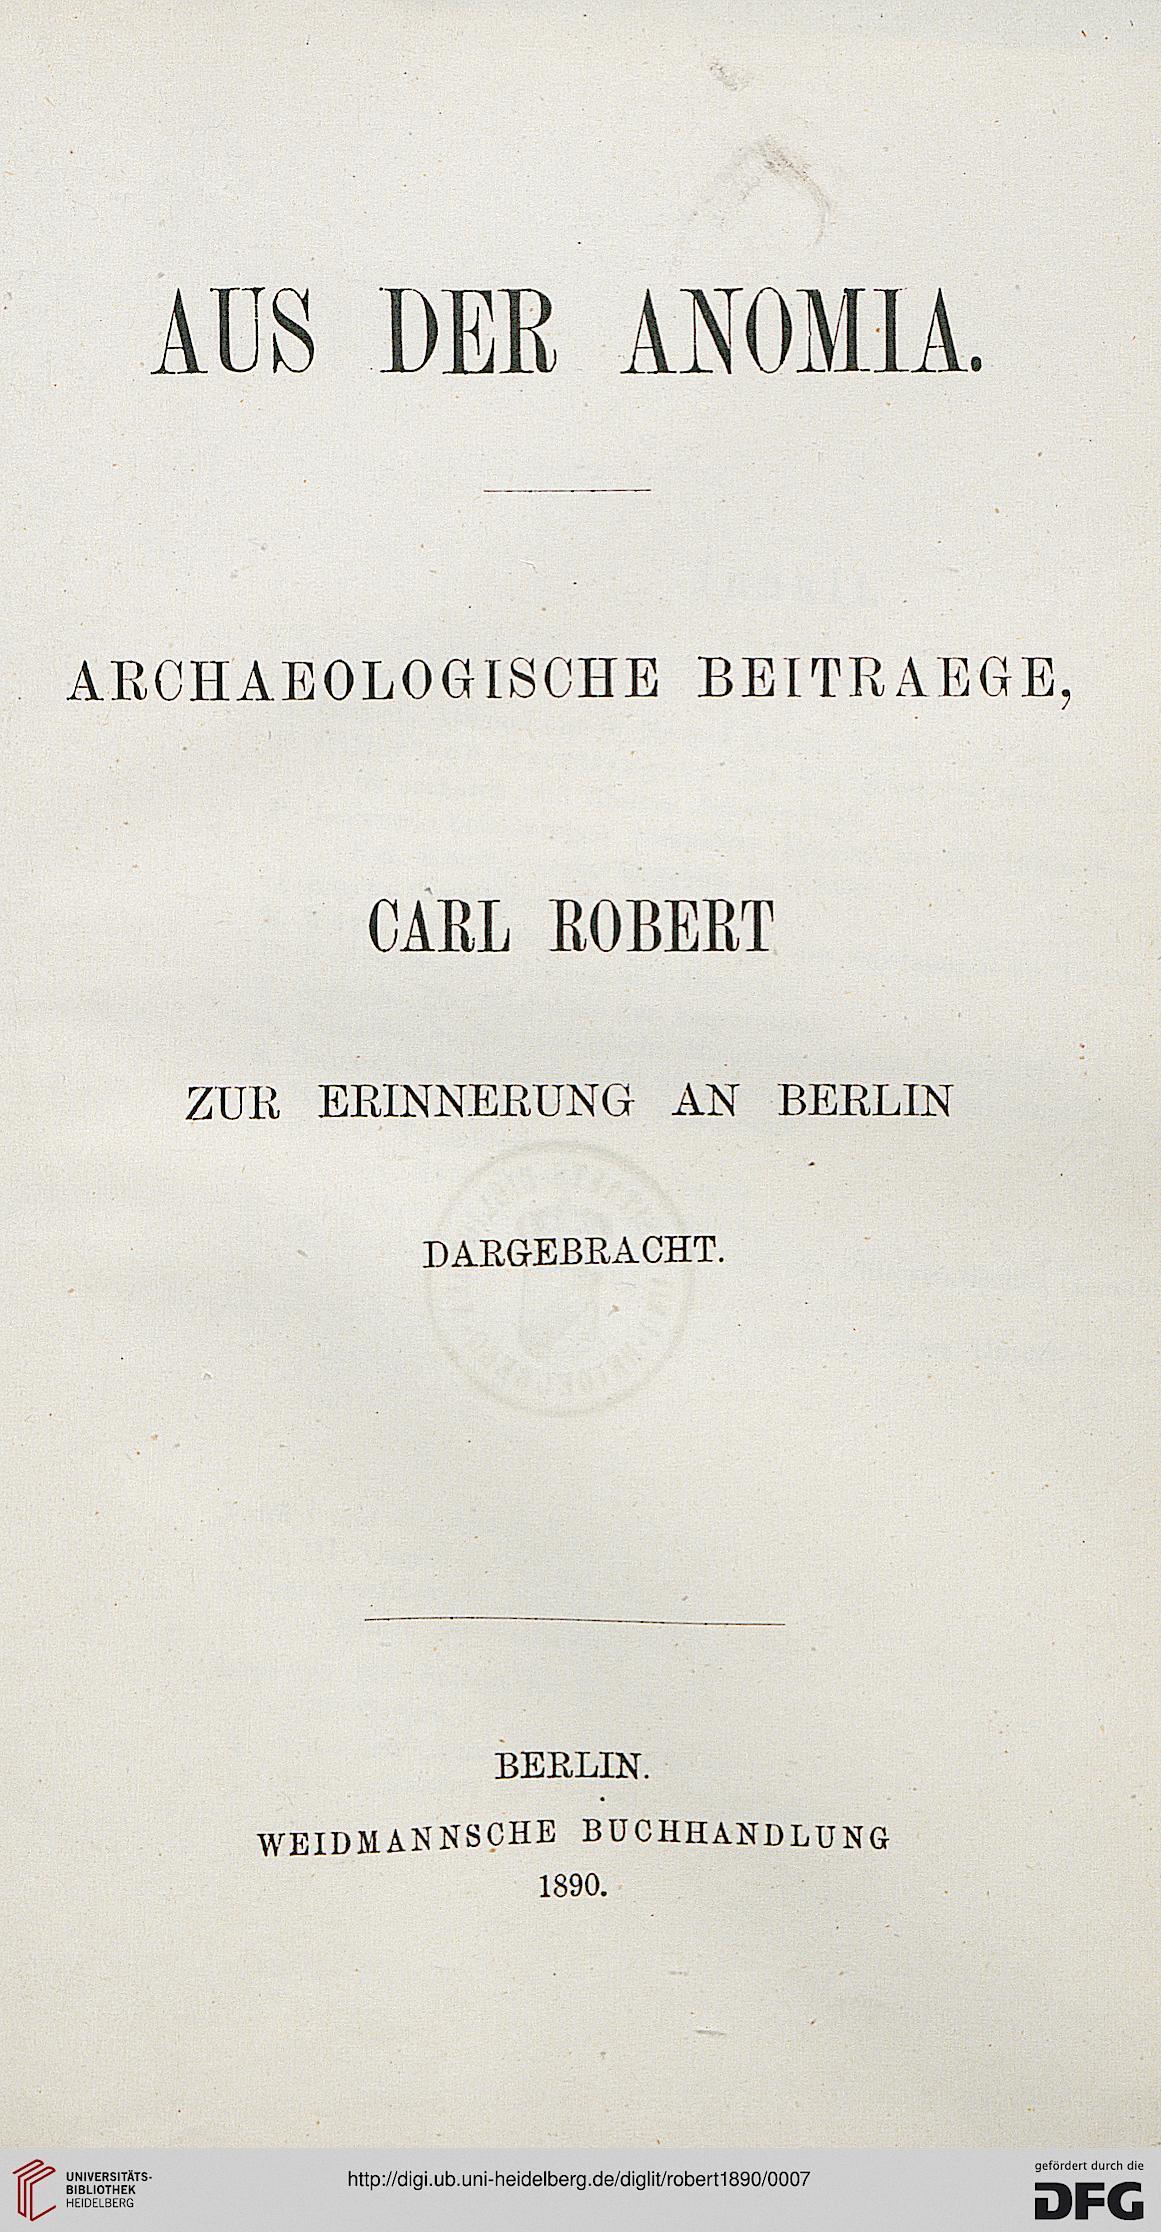 AUS DER ANOMIA.
ARCHAEOLOGISCHE BEITRAEGE,
CARL ROBERT
ZUR ERINNERUNG AN BERLIN
DARGEBRACHT.
BERLIN.
WEIDMANNSCHE BUCHHANDLUNG
1890.
UNIVERSITÄTS-
BIBLIOTHEK
HEIDELBERG
http://digi.ub.uni-heidelberg.de/diglit/robert1890/0007
gefördert durch die
DFG